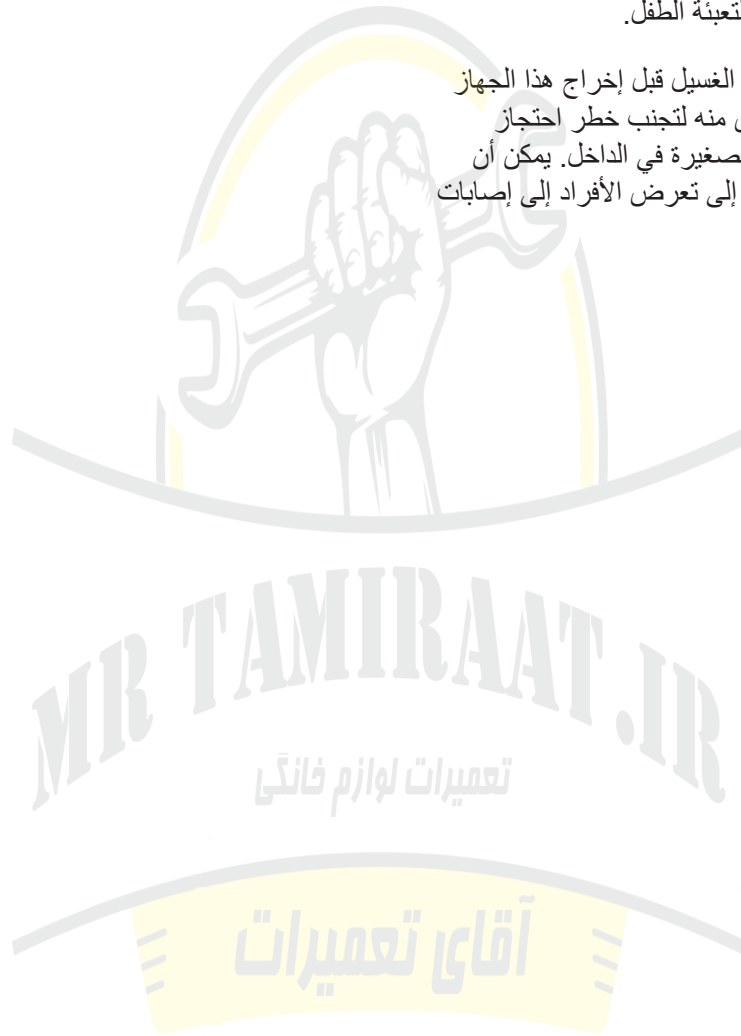 تعبئة الطفل.
الغسيل قبل إخراج هذا الجهاز
منه لتجنب خطر احتجاز
صغيرة في الداخل. يمكن أن
إلى تعرض الأفراد إلى إصابات
MR TAMIRAAT.IR
تعمیرات لوازم خانگی
آقای تعمیرات